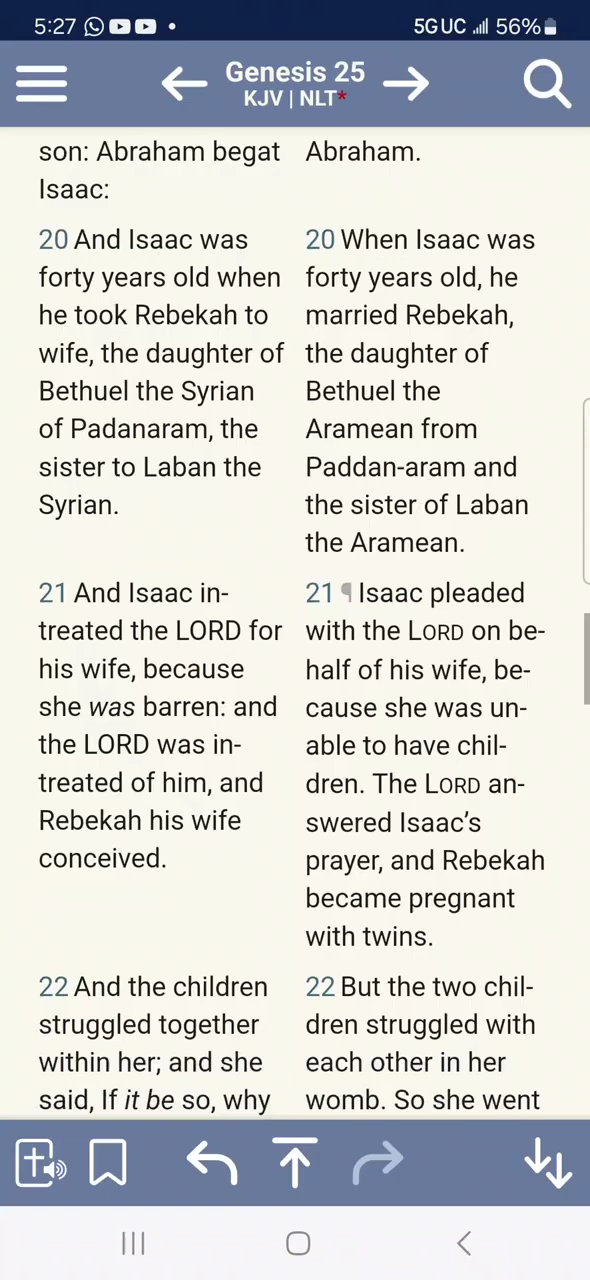 5:27
5G UC 56%
Genesis 25
KJV | NLT*
son: Abraham begat
Isaac:
20 And Isaac was
forty years old when
he took Rebekah to
wife, the daughter of
Bethuel the Syrian
of Padanaram, the
sister to Laban the
Syrian.
21 And Isaac in-
treated the LORD for
his wife, because
she was barren: and
the LORD was in-
treated of him, and
Rebekah his wife
conceived.
22 And the children
struggled together
within her; and she
said, If it be so, why
Abraham.
20 When Isaac was
forty years old, he
married Rebekah,
the daughter of
Bethuel the
Aramean from
Paddan-aram and
the sister of Laban
the Aramean.
21 ¶ Isaac pleaded
with the LORD on be-
half of his wife, be-
cause she was un-
able to have chil-
dren. The LORD an-
swered Isaac’s
prayer, and Rebekah
became pregnant
with twins.
22 But the two chil-
dren struggled with
each other in her
womb. So she went